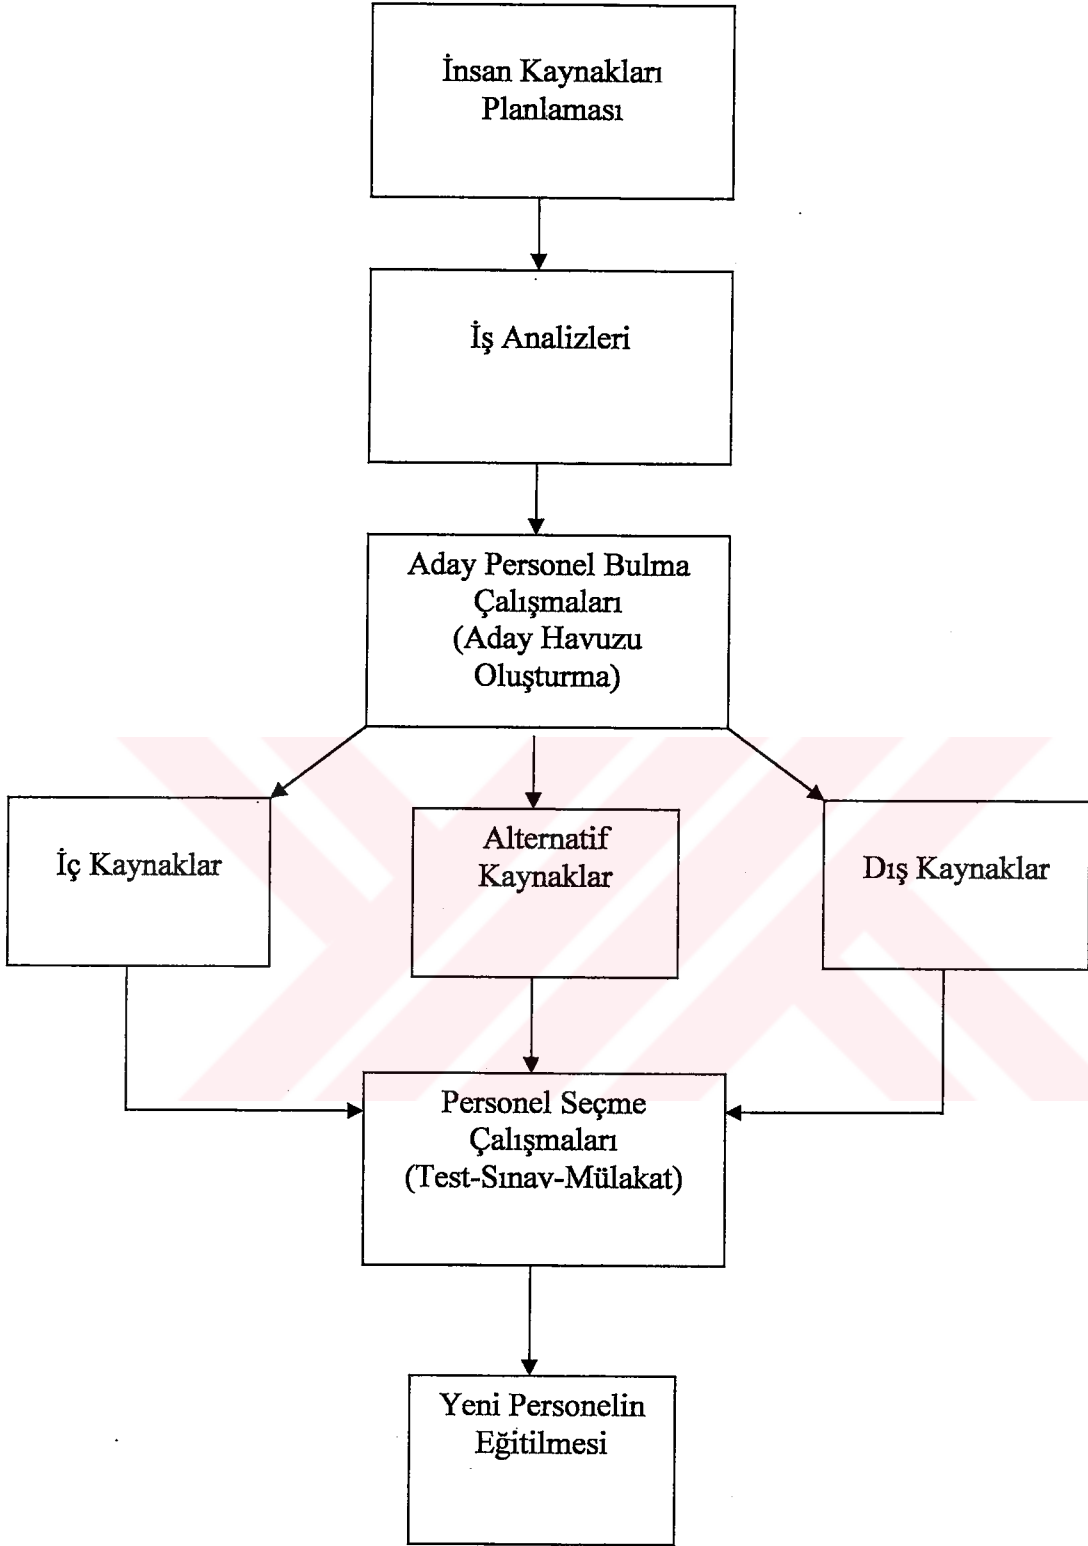 İnsan Kaynakları
Planlaması
İş Analizleri
Aday Personel Bulma
Çalışmaları
(Aday Havuzu
Oluşturma)
İç Kaynaklar
Alternatif
Kaynaklar
Dış Kaynaklar
Personel Seçme
Çalışmaları
(Test-Sınav-Mülakat)
Yeni Personelin
Eğitilmesi